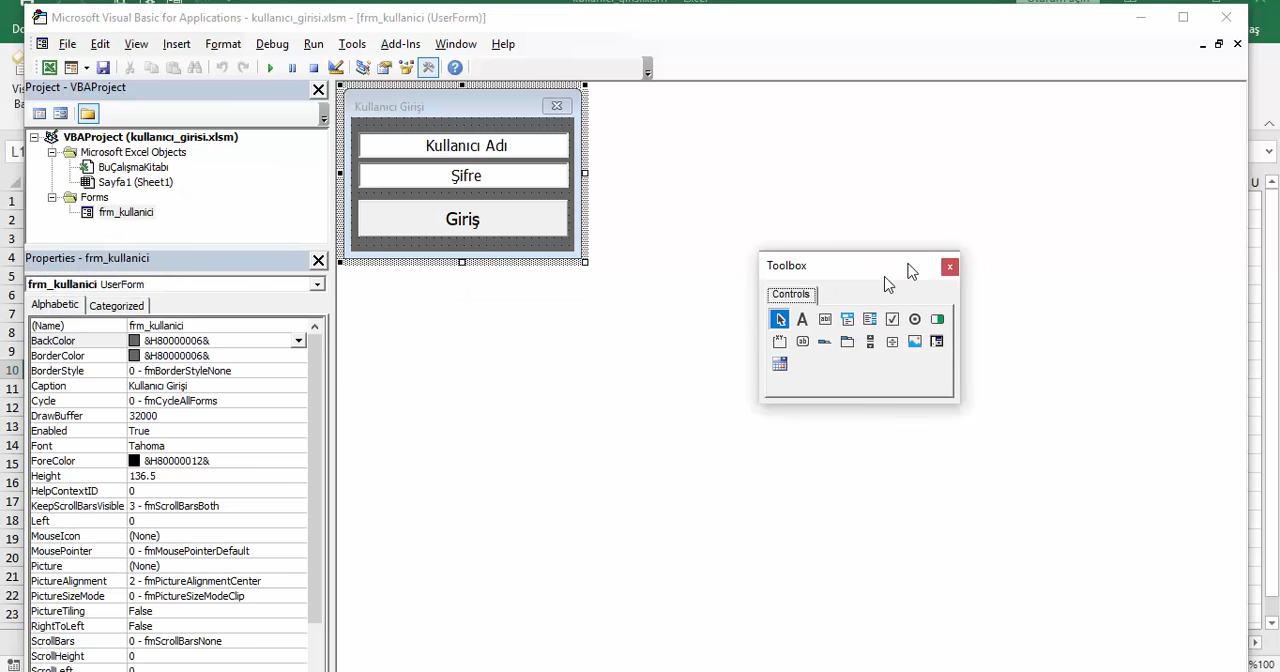 Microsoft Visual Basic for Applications - kullanıcı_girisi.xlsm - [frm_kullanici (UserForm)]
File Edit View Insert Format Debug Run Tools Add-Ins Window Help
Project - VBAProject
VBAProject (kullanıcı_girisi.xlsm)
Microsoft Excel Objects
BuÇalışmaKitabı
Sayfa1 (Sheet1)
Forms
frm_kullanici
Properties - frm_kullanici
frm_kullanici UserForm
Alphabetic Categorized
(Name) frm_kullanici
BackColor &H80000006&
BorderColor &H80000006&
BorderStyle 0 - fmBorderStyleNone
Caption Kullanıcı Girişi
Cycle 0 - fmCycleAllForms
DrawBuffer 32000
Enabled True
Font Tahoma
ForeColor &H80000012&
Height 136.5
HelpContextID 0
KeepScrollBarsVisible 3 - fmScrollBarsBoth
Left 0
MouseIcon (None)
MousePointer 0 - fmMousePointerDefault
Picture (None)
PictureAlignment 2 - fmPictureAlignmentCenter
PictureSizeMode 0 - fmPictureSizeModeClip
PictureTiling False
RightToLeft False
ScrollBars 0 - fmScrollBarsNone
ScrollHeight 0
Kullanıcı Girişi
Kullanıcı Adı
Şifre
Giriş
Toolbox
Controls
1
2
3
4
5
6
7
8
9
10
11
12
13
14
15
16
17
18
19
20
21
22
23
U
%100